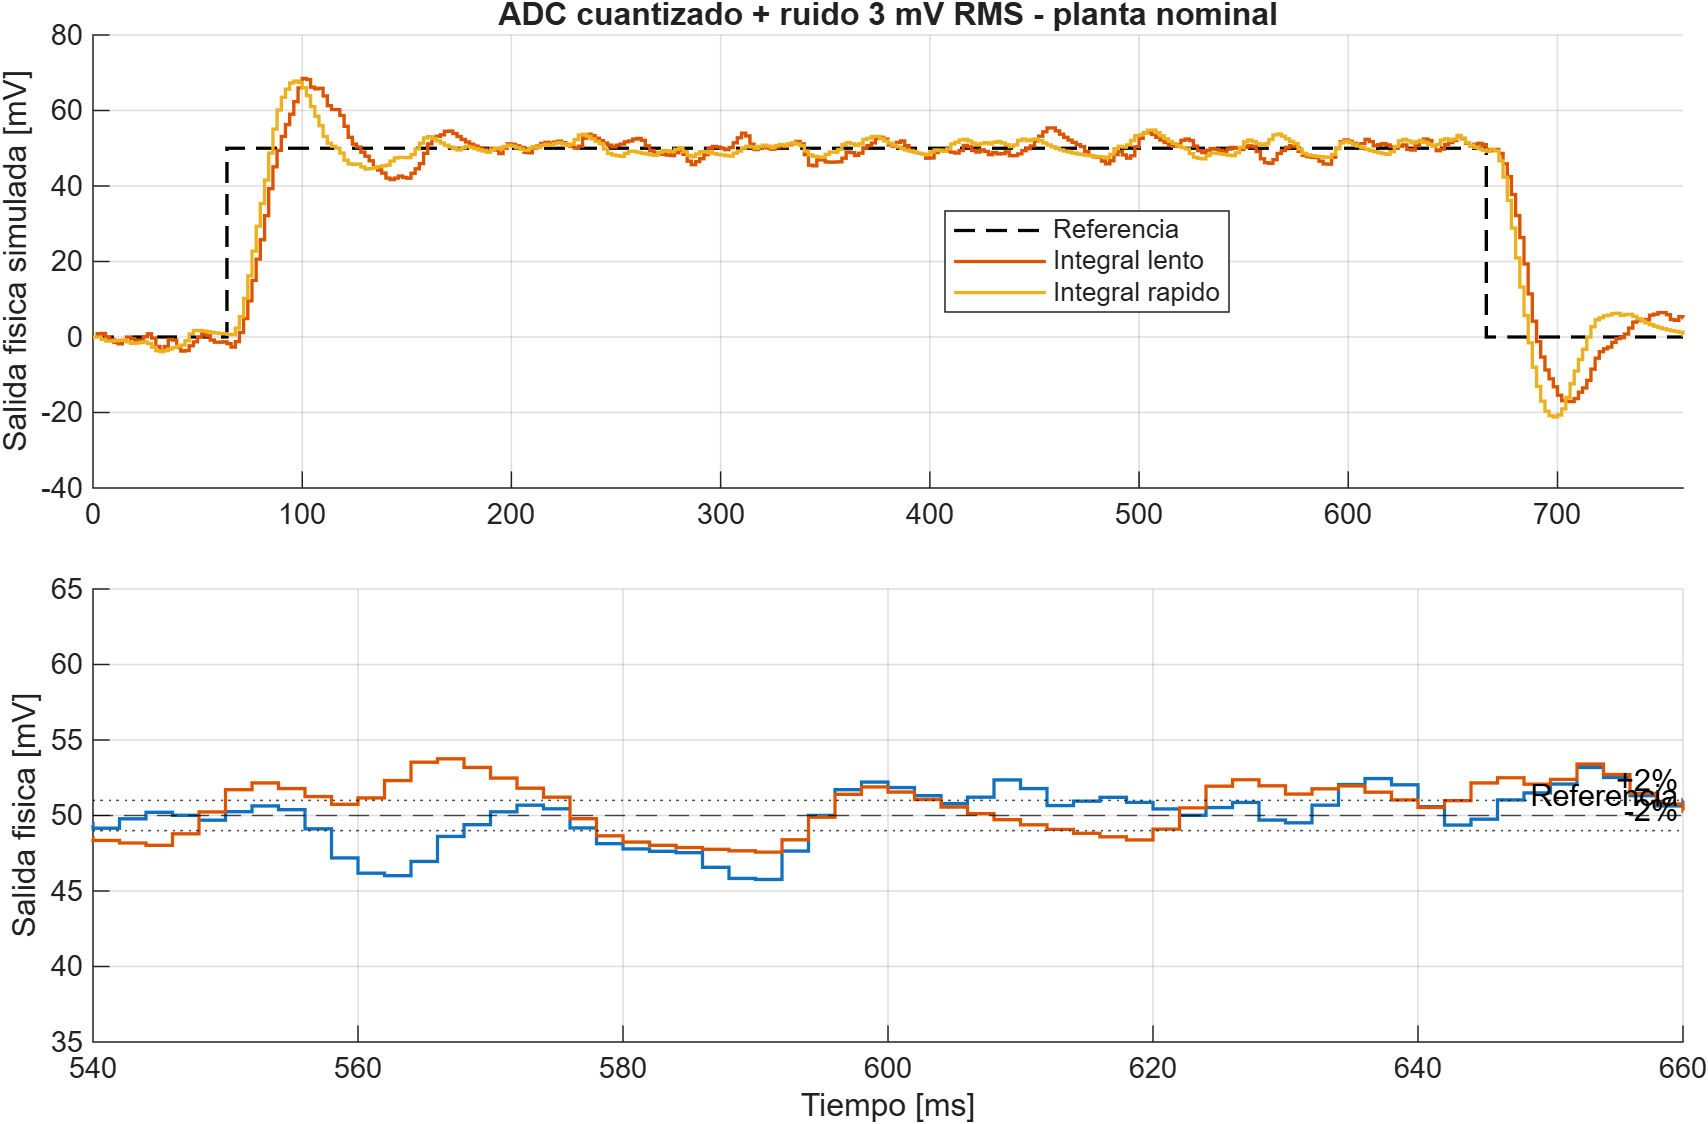 ADC cuantizado + ruido 3 mV RMS - planta nominal
Salida fisica simulada [mV]
80
60
40
20
0
-20
-40
0 100 200 300 400 500 600 700
Referencia
Integral lento
Integral rapido
Salida fisica [mV]
65
60
55
50
45
40
35
+2%
Referencia
-2%
540 560 580 600 620 640 660
Tiempo [ms]